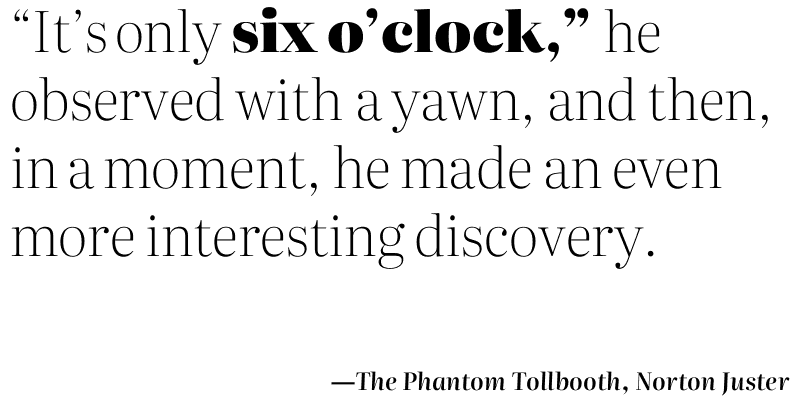 “It’s only six o’clock,” he
observed with a yawn, and then,
in a moment, he made an even
more interesting discovery.
—The Phantom Tollbooth, Norton Juster